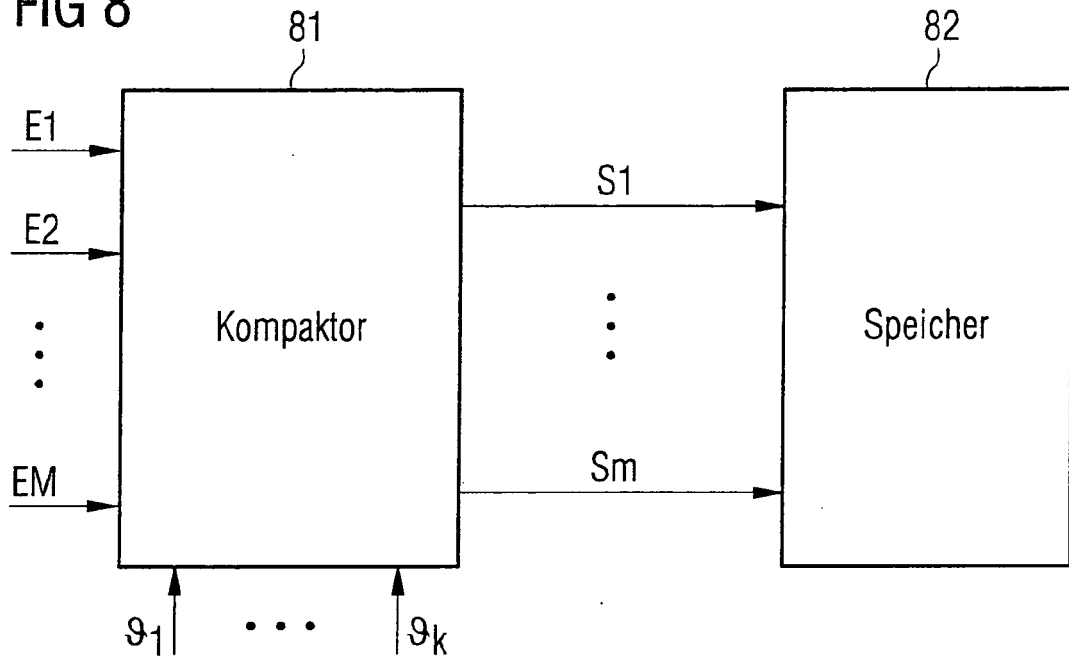 FIG 8
81
82
E1
E2
EM
Kompaktor
S1
Sm
Speicher
ϑ1
ϑk